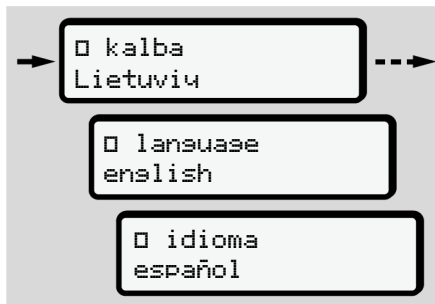 □ kalba
Lietuvių
□ language
english
□ idioma
español